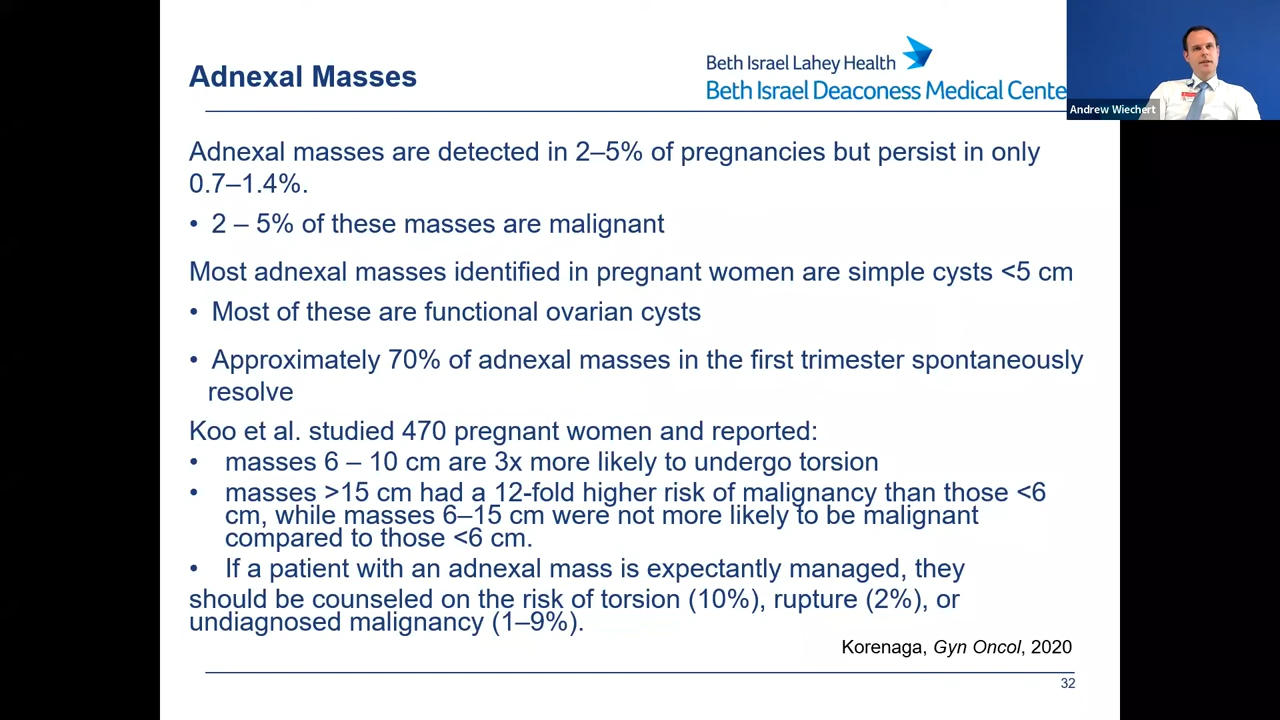 Adnexal Masses
Beth Israel Lahey Health
Beth Israel Deaconess Medical Cente
Andrew Wiechert
Adnexal masses are detected in 2–5% of pregnancies but persist in only
0.7–1.4%.
• 2 – 5% of these masses are malignant
Most adnexal masses identified in pregnant women are simple cysts <5 cm
• Most of these are functional ovarian cysts
• Approximately 70% of adnexal masses in the first trimester spontaneously
resolve
Koo et al. studied 470 pregnant women and reported:
• masses 6 – 10 cm are 3x more likely to undergo torsion
• masses >15 cm had a 12-fold higher risk of malignancy than those <6
cm, while masses 6–15 cm were not more likely to be malignant
compared to those <6 cm.
• If a patient with an adnexal mass is expectantly managed, they
should be counseled on the risk of torsion (10%), rupture (2%), or
undiagnosed malignancy (1–9%).
Korenaga, Gyn Oncol, 2020
32